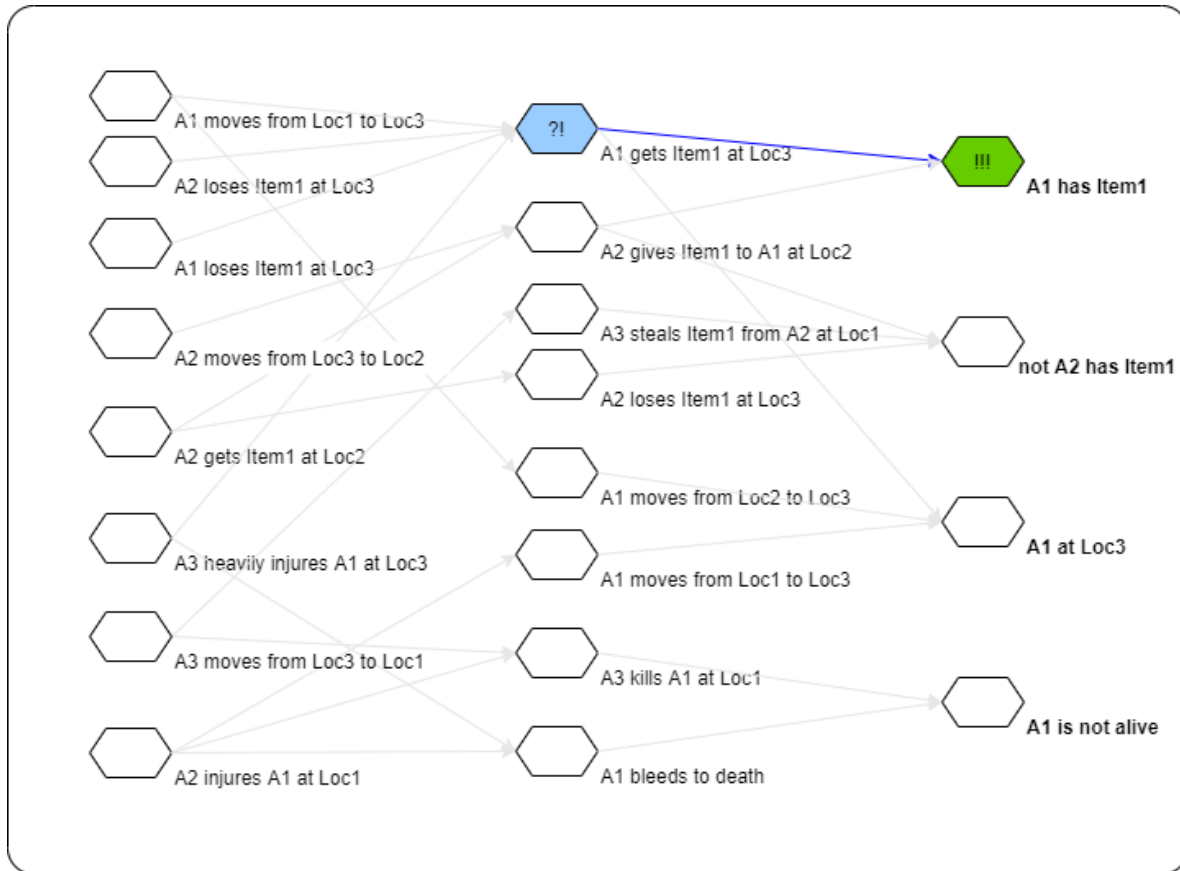 A1 moves from Loc1 to Loc3
A2 loses Item1 at Loc3
A1 loses Item1 at Loc3
A2 moves from Loc3 to Loc2
A2 gets Item1 at Loc2
A3 heavily injures A1 at Loc3
A3 moves from Loc3 to Loc1
A2 injures A1 at Loc1
?!
A1 gets Item1 at Loc3
A2 gives Item1 to A1 at Loc2
A3 steals Item1 from A2 at Loc1
A2 loses Item1 at Loc3
A1 moves from Loc2 to Loc3
A1 moves from Loc1 to Loc3
A3 kills A1 at Loc1
A1 bleeds to death
!!!
A1 has Item1
not A2 has Item1
A1 at Loc3
A1 is not alive